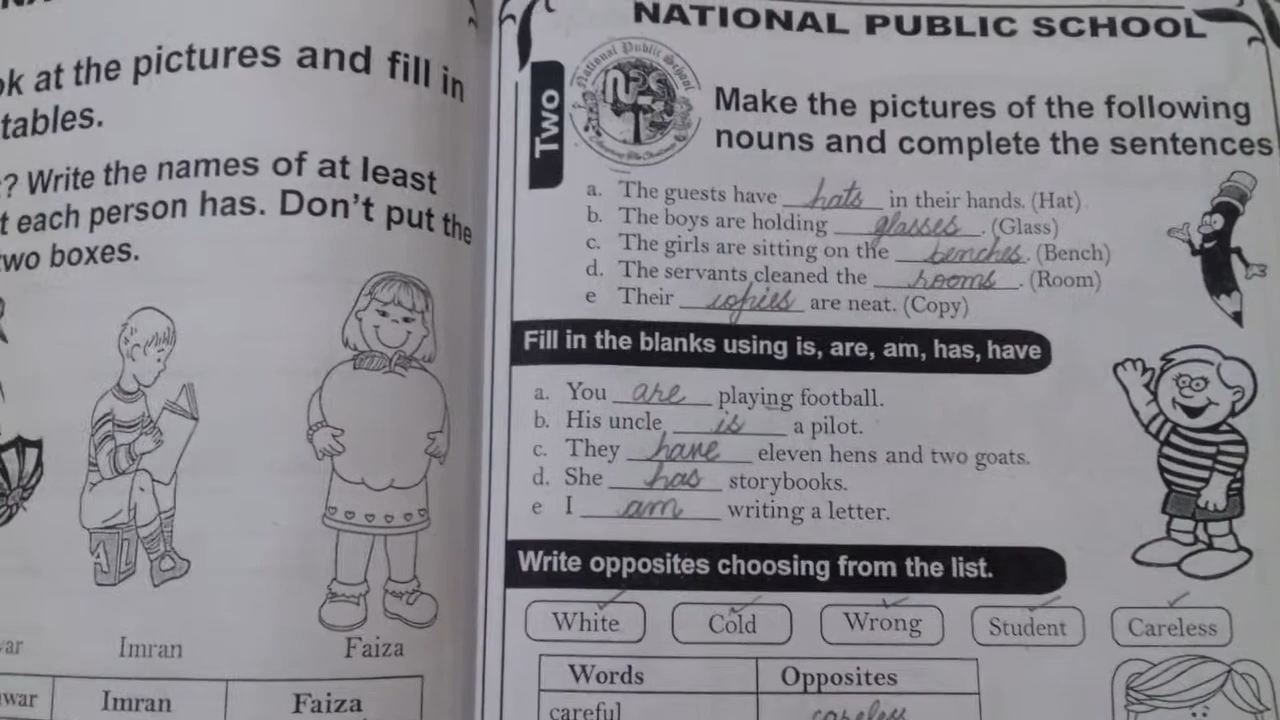 ok at the pictures and fill in
tables.
? Write the names of at least
t each person has. Don't put the
wo boxes.
Imran
Faiza
war
Imran
Faiza
NATIONAL PUBLIC SCHOOL
Two
National Public School
NPS
Make the pictures of the following
nouns and complete the sentences
a. The guests have hats in their hands. (Hat)
b. The boys are holding glasses. (Glass)
c. The girls are sitting on the benches. (Bench)
d. The servants cleaned the rooms. (Room)
e Their copies are neat. (Copy)
Fill in the blanks using is, are, am, has, have
a. You are playing football.
b. His uncle is a pilot.
c. They have eleven hens and two goats.
d. She has storybooks.
e I am writing a letter.
Write opposites choosing from the list.
White Cold Wrong Student Careless
Words Opposites
careful careless